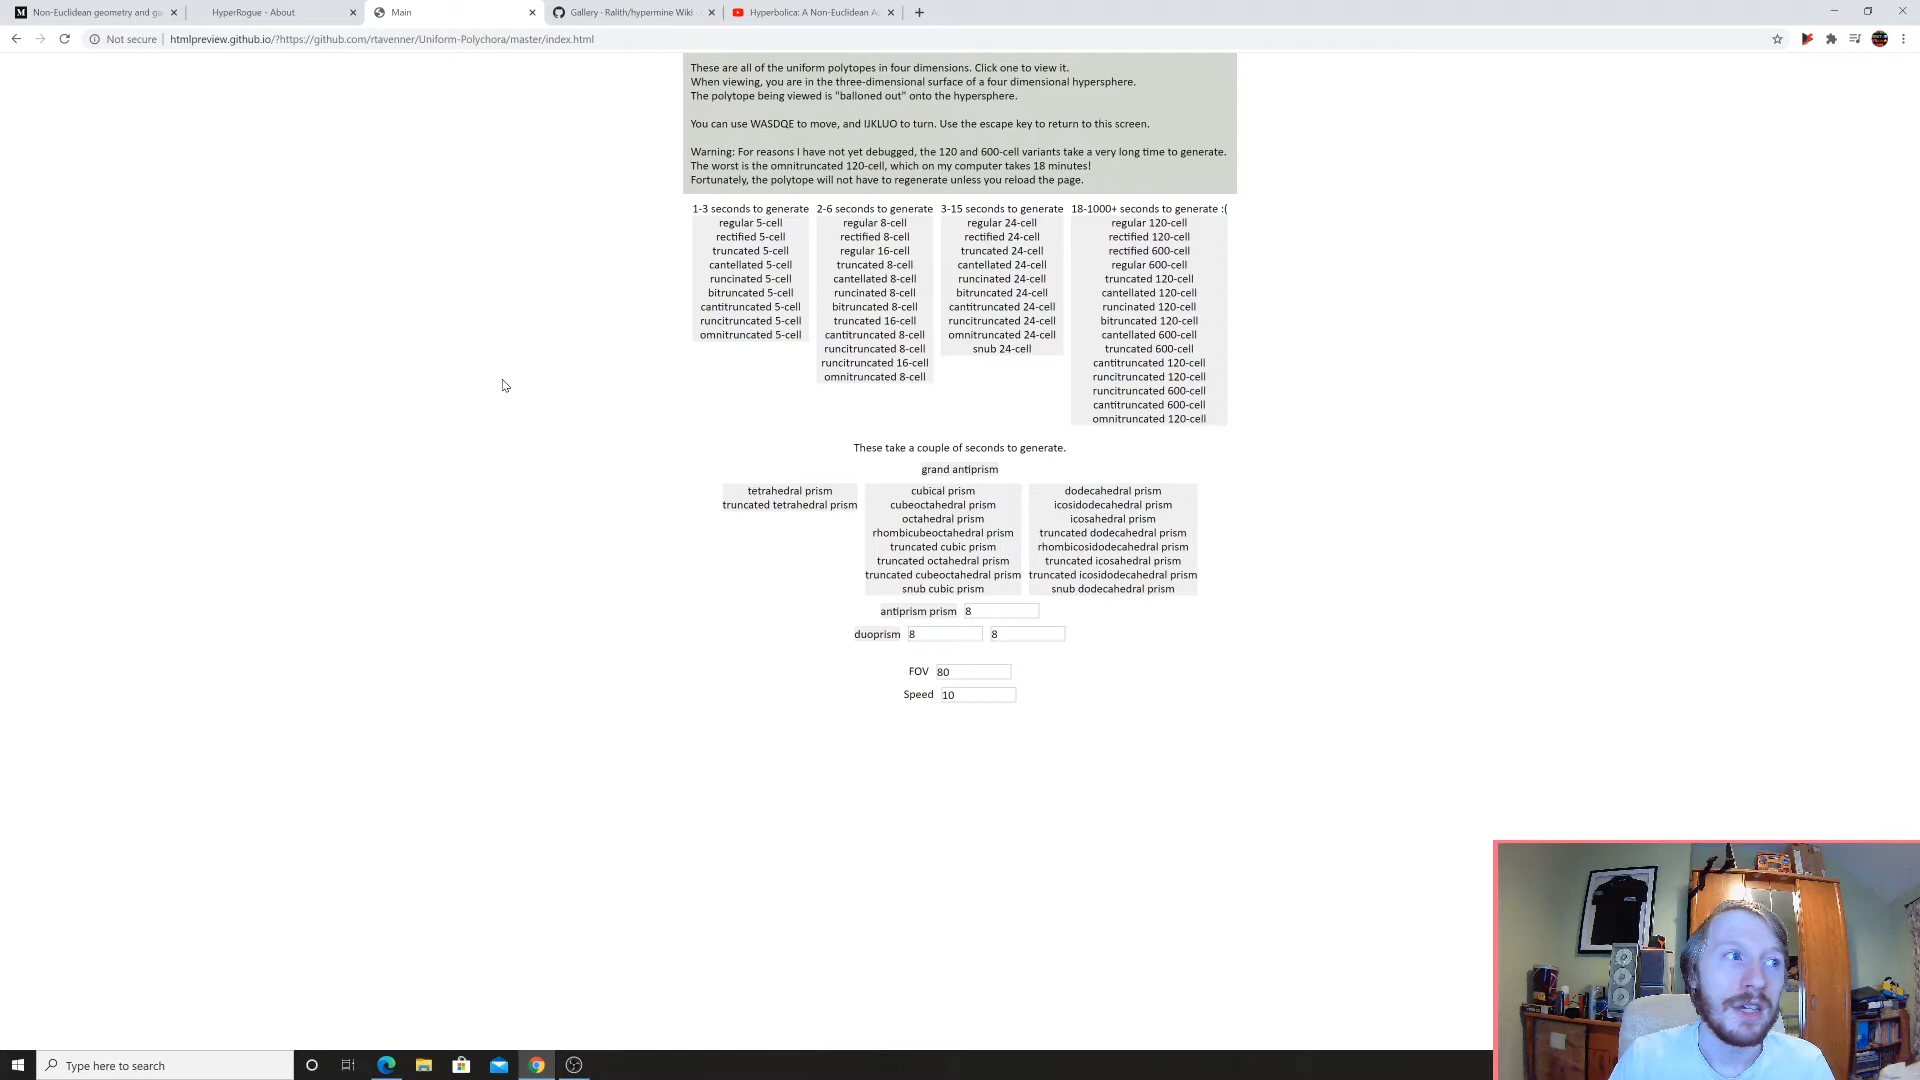 Non-Euclidean geometry and ga
HyperRogue - About
Main
Gallery · Ralith/hypermine Wiki ·
Hyperbolica: A Non-Euclidean A
Not secure
htmlpreview.github.io/?https://github.com/rtavenner/Uniform-Polychora/master/index.html
These are all of the uniform polytopes in four dimensions. Click one to view it.
When viewing, you are in the three-dimensional surface of a four dimensional hypersphere.
The polytope being viewed is "balloned out" onto the hypersphere.
You can use WASDQE to move, and IJKLUO to turn. Use the escape key to return to this screen.
Warning: For reasons I have not yet debugged, the 120 and 600-cell variants take a very long time to generate.
The worst is the omnitruncated 120-cell, which on my computer takes 18 minutes!
Fortunately, the polytope will not have to regenerate unless you reload the page.
1-3 seconds to generate
regular 5-cell
rectified 5-cell
truncated 5-cell
cantellated 5-cell
runcinated 5-cell
bitruncated 5-cell
cantitruncated 5-cell
runcitruncated 5-cell
omnitruncated 5-cell
2-6 seconds to generate
regular 8-cell
rectified 8-cell
regular 16-cell
truncated 8-cell
cantellated 8-cell
runcinated 8-cell
bitruncated 8-cell
truncated 16-cell
cantitruncated 8-cell
runcitruncated 8-cell
runcitruncated 16-cell
omnitruncated 8-cell
3-15 seconds to generate
regular 24-cell
rectified 24-cell
truncated 24-cell
cantellated 24-cell
runcinated 24-cell
bitruncated 24-cell
cantitruncated 24-cell
runcitruncated 24-cell
omnitruncated 24-cell
snub 24-cell
18-1000+ seconds to generate :(
regular 120-cell
rectified 120-cell
rectified 600-cell
regular 600-cell
truncated 120-cell
cantellated 120-cell
runcinated 120-cell
bitruncated 120-cell
cantellated 600-cell
truncated 600-cell
cantitruncated 120-cell
runcitruncated 120-cell
runcitruncated 600-cell
cantitruncated 600-cell
omnitruncated 120-cell
These take a couple of seconds to generate.
grand antiprism
tetrahedral prism
truncated tetrahedral prism
cubical prism
cubeoctahedral prism
octahedral prism
rhombicubeoctahedral prism
truncated cubic prism
truncated octahedral prism
truncated cubeoctahedral prism
snub cubic prism
dodecahedral prism
icosidodecahedral prism
icosahedral prism
truncated dodecahedral prism
rhombicosidodecahedral prism
truncated icosahedral prism
truncated icosidodecahedral prism
snub dodecahedral prism
antiprism prism 8
duoprism 8 8
FOV 80
Speed 10
Type here to search